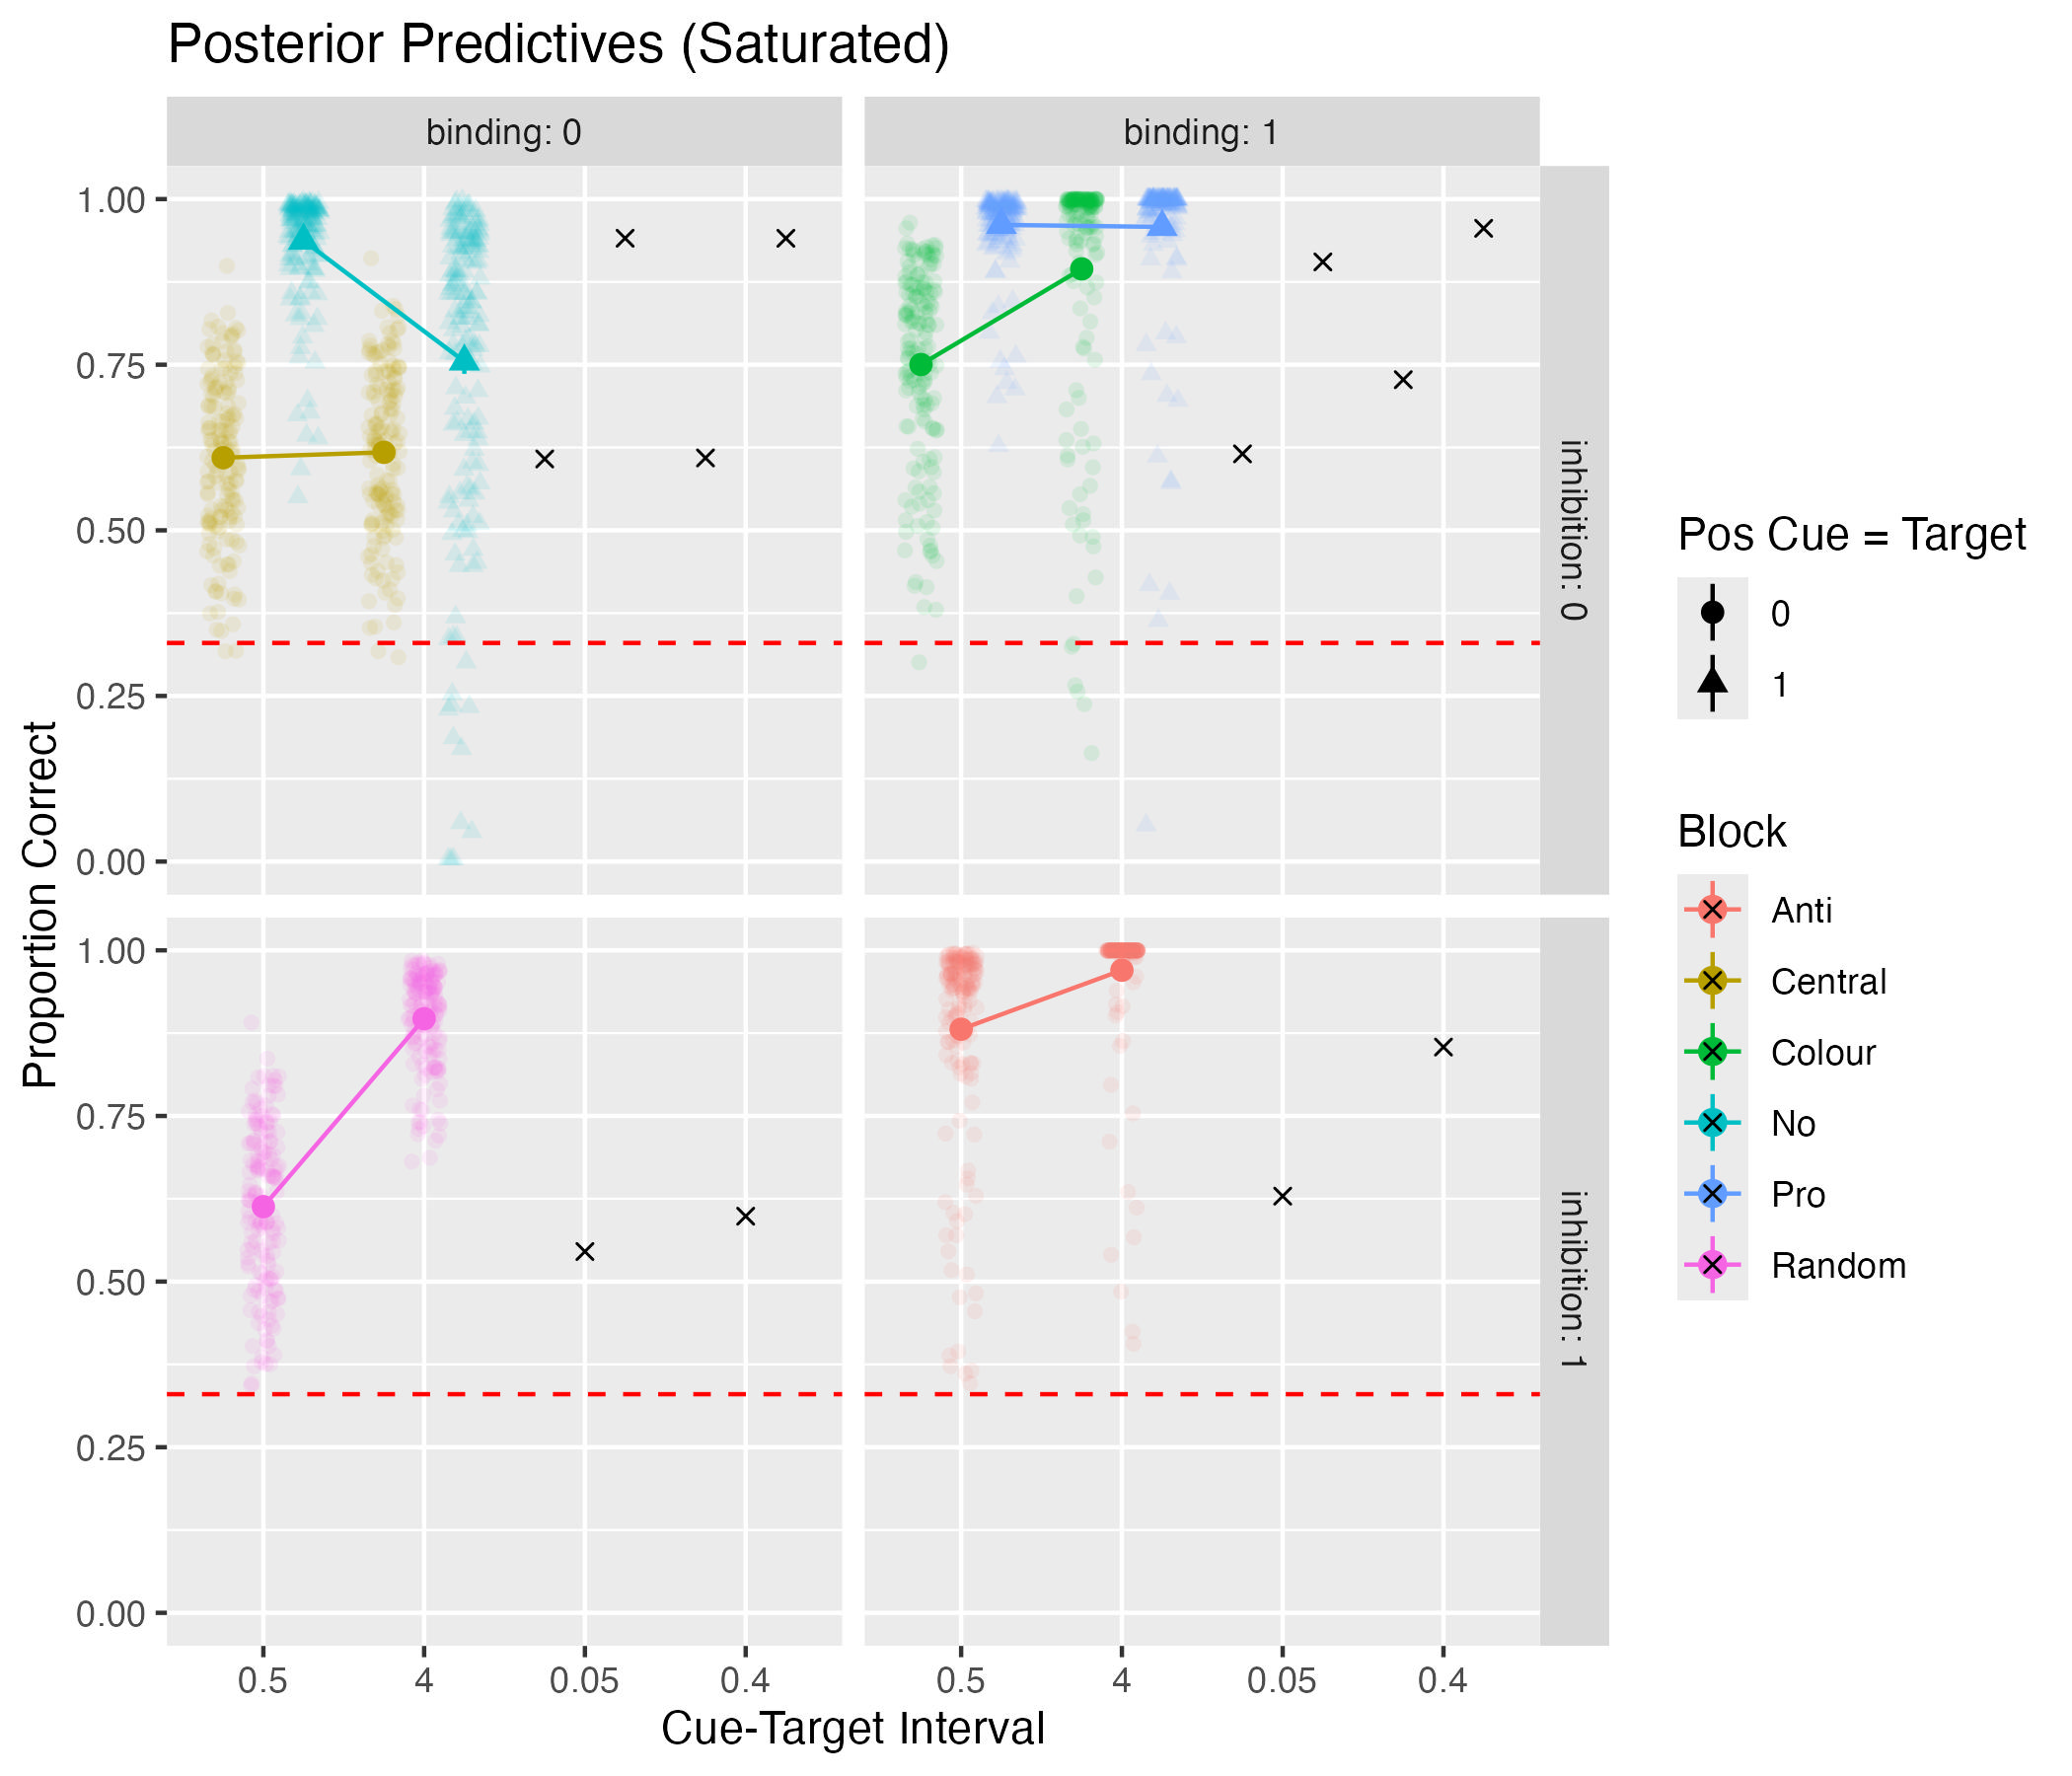 Posterior Predictives (Saturated)
binding: 0
binding: 1
1.00
0.75
0.50
0.25
0.00
inhibition: 0
1.00
0.75
0.50
0.25
0.00
inhibition: 1
Proportion Correct
0.5 4 0.05 0.4
0.5 4 0.05 0.4
Cue-Target Interval
Pos Cue = Target
0
1
Block
Anti
Central
Colour
No
Pro
Random